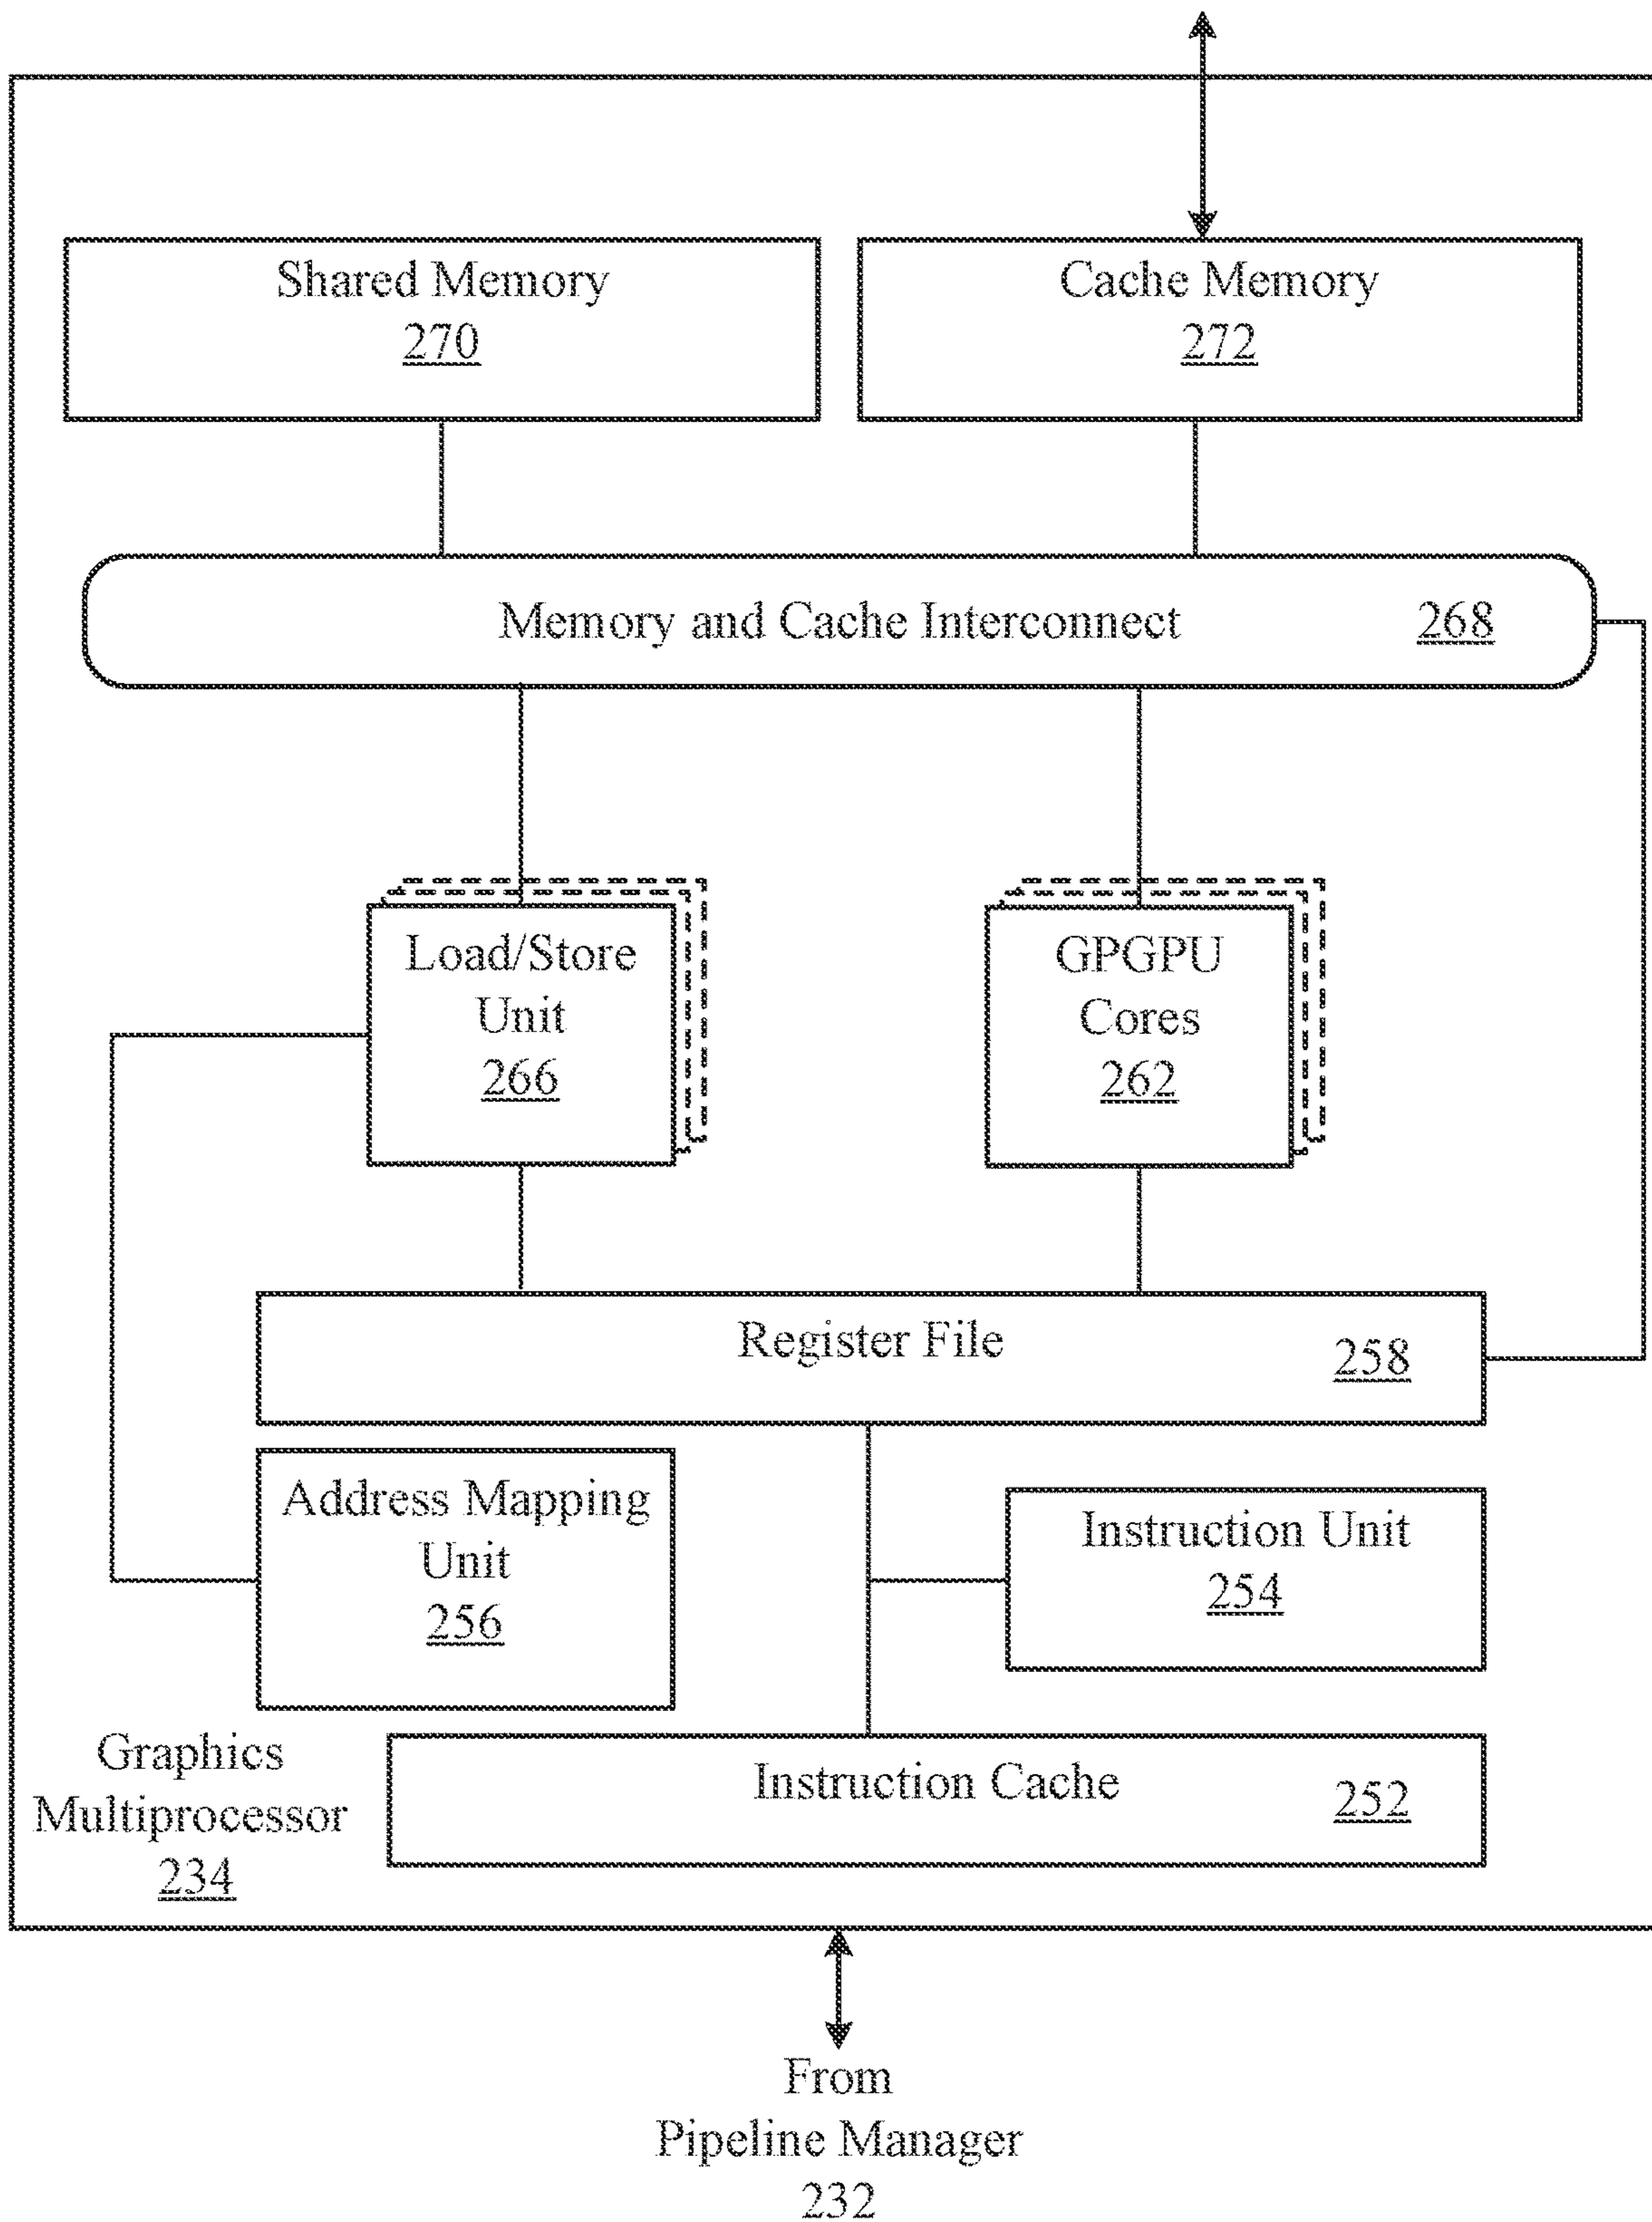 Shared Memory
270
Cache Memory
272
Memory and Cache Interconnect 268
Load/Store
Unit
266
GPGPU
Cores
262
Register File 258
Address Mapping
Unit
256
Instruction Unit
254
Graphics
Multiprocessor
234
Instruction Cache 252
From
Pipeline Manager
232